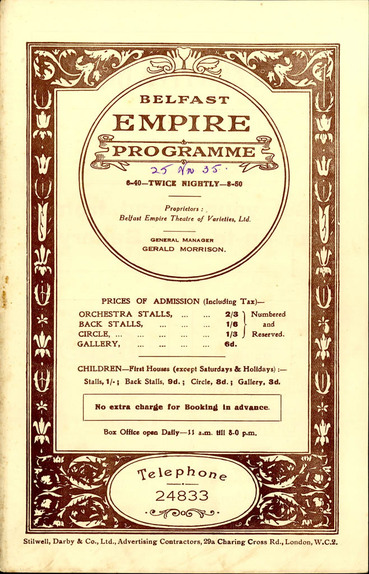 BELFAST
EMPIRE
PROGRAMME
25 Nov 35.
6-40—TWICE NIGHTLY—8-50
Proprietors :
Belfast Empire Theatre of Varieties, Ltd.
GENERAL MANAGER
GERALD MORRISON.
PRICES OF ADMISSION (Including Tax)—
ORCHESTRA STALLS, ... ... 2/3 } Numbered
BACK STALLS, ... ... 1/6 } and
CIRCLE, ... ... ... ... 1/3 } Reserved.
GALLERY, ... ... ... ... 6d.
CHILDREN—First Houses (except Saturdays & Holidays) :—
Stalls, 1/- ; Back Stalls, 9d. ; Circle, 8d. ; Gallery, 3d.
No extra charge for Booking in advance.
Box Office open Daily—11 a.m. till 8-0 p.m.
Telephone
24833
Stilwell, Darby & Co., Ltd., Advertising Contractors, 29a Charing Cross Rd., London, W.C.2.